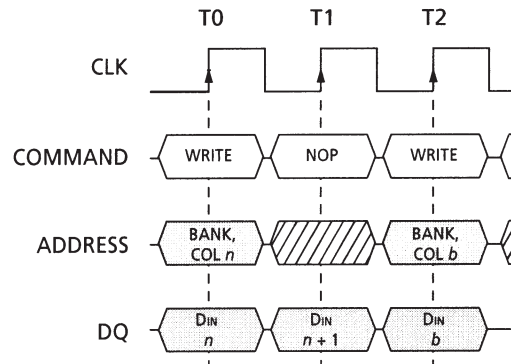 T0 T1 T2
CLK
COMMAND WRITE NOP WRITE
ADDRESS BANK, COL n BANK, COL b
DQ DIN n DIN n + 1 DIN b